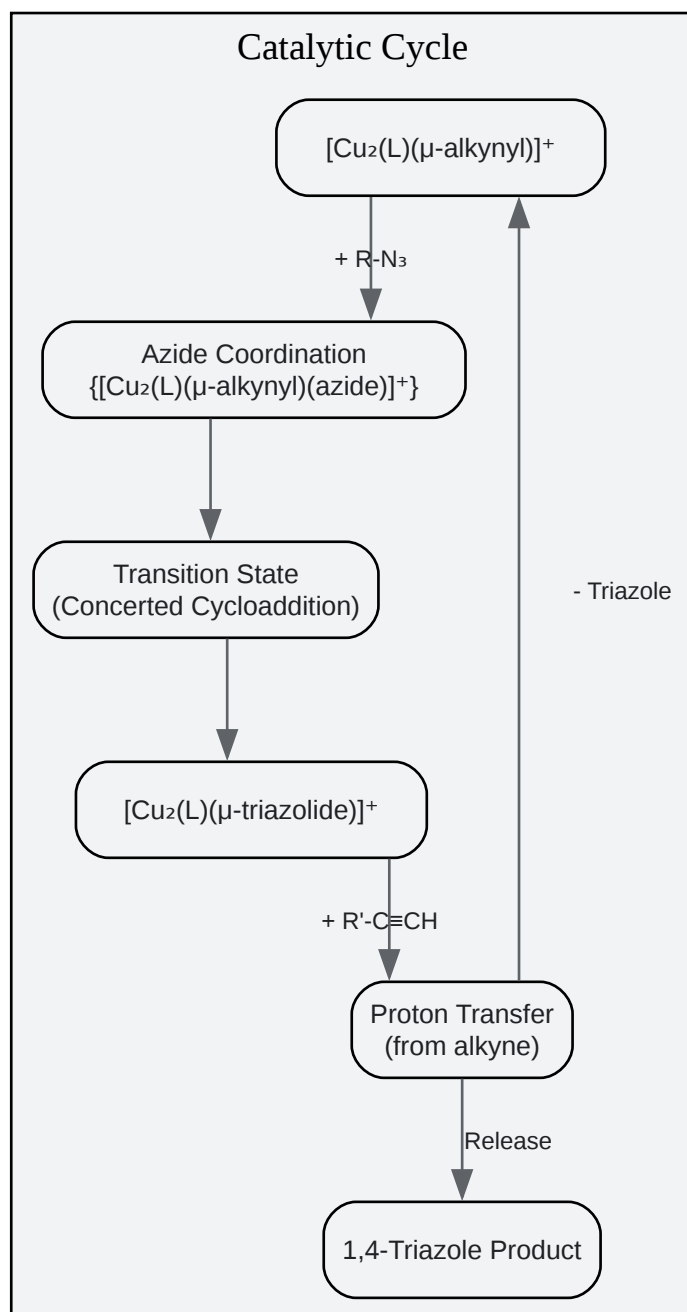 Catalytic Cycle
[Cu₂(L)(μ-alkynyl)]⁺
+ R-N₃
Azide Coordination
{[Cu₂(L)(μ-alkynyl)(azide)]⁺}
Transition State
(Concerted Cycloaddition)
- Triazole
[Cu₂(L)(μ-triazolide)]⁺
+ R'-C≡CH
Proton Transfer
(from alkyne)
Release
1,4-Triazole Product